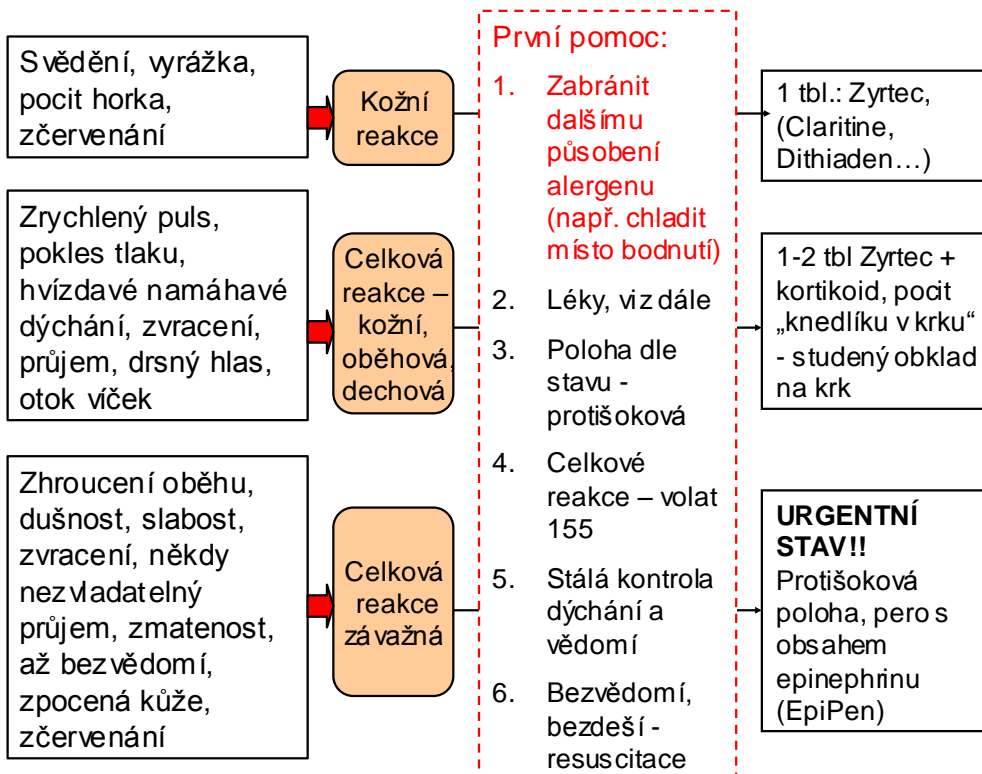 Svědění, vyrážka,
pocit horka,
zčervenání
Kožní
reakce
Zrychlený puls,
pokles tlaku,
hvízdavé namáhavé
dýchání, zvracení,
průjem, drsný hlas,
otok víček
Celková
reakce –
kožní,
oběhová,
dechová
Zhroucení oběhu,
dušnost, slabost,
zvracení, někdy
nezvladatelný
průjem, zmatenost,
až bezvědomí,
zpocená kůže,
zčervenání
Celková
reakce
závažná
První pomoc:
1. Zabránit
dalšímu
působení
alergenu
(např. chladit
místo bodnutí)
2. Léky, viz dále
3. Poloha dle
stavu -
protišoková
4. Celkové
reakce – volat
155
5. Stálá kontrola
dýchání a
vědomí
6. Bezvědomí,
bezdeší -
resuscitace
1 tbl.: Zyrtec,
(Claritine,
Dithiaden…)
1-2 tbl Zyrtec +
kortikoid, pocit
„knedlíku v krku“
- studený obklad
na krk
URGENTNÍ
STAV!!
Protišoková
poloha, pero s
obsahem
epinephrinu
(EpiPen)